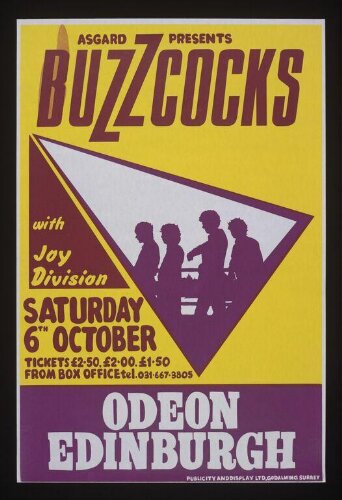 ASGARD PRESENTS
BUZZCOCKS
with
Joy
Division
SATURDAY
6TH OCTOBER
TICKETS £2·50. £2·00. £1·50
FROM BOX OFFICE tel. 031-667-3805
ODEON
EDINBURGH
PUBLICITY AND DISPLAY LTD, GODALMING SURREY